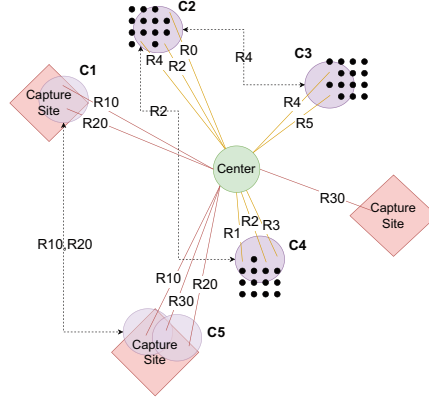 C2
R0
R2
R4
R4
C3
C1
Capture
Site
R10
R20
R2
R4
R5
Center
R30
Capture
Site
R1
R2
R3
C4
R10,R20
R10
R30
R20
C5
Capture
Site